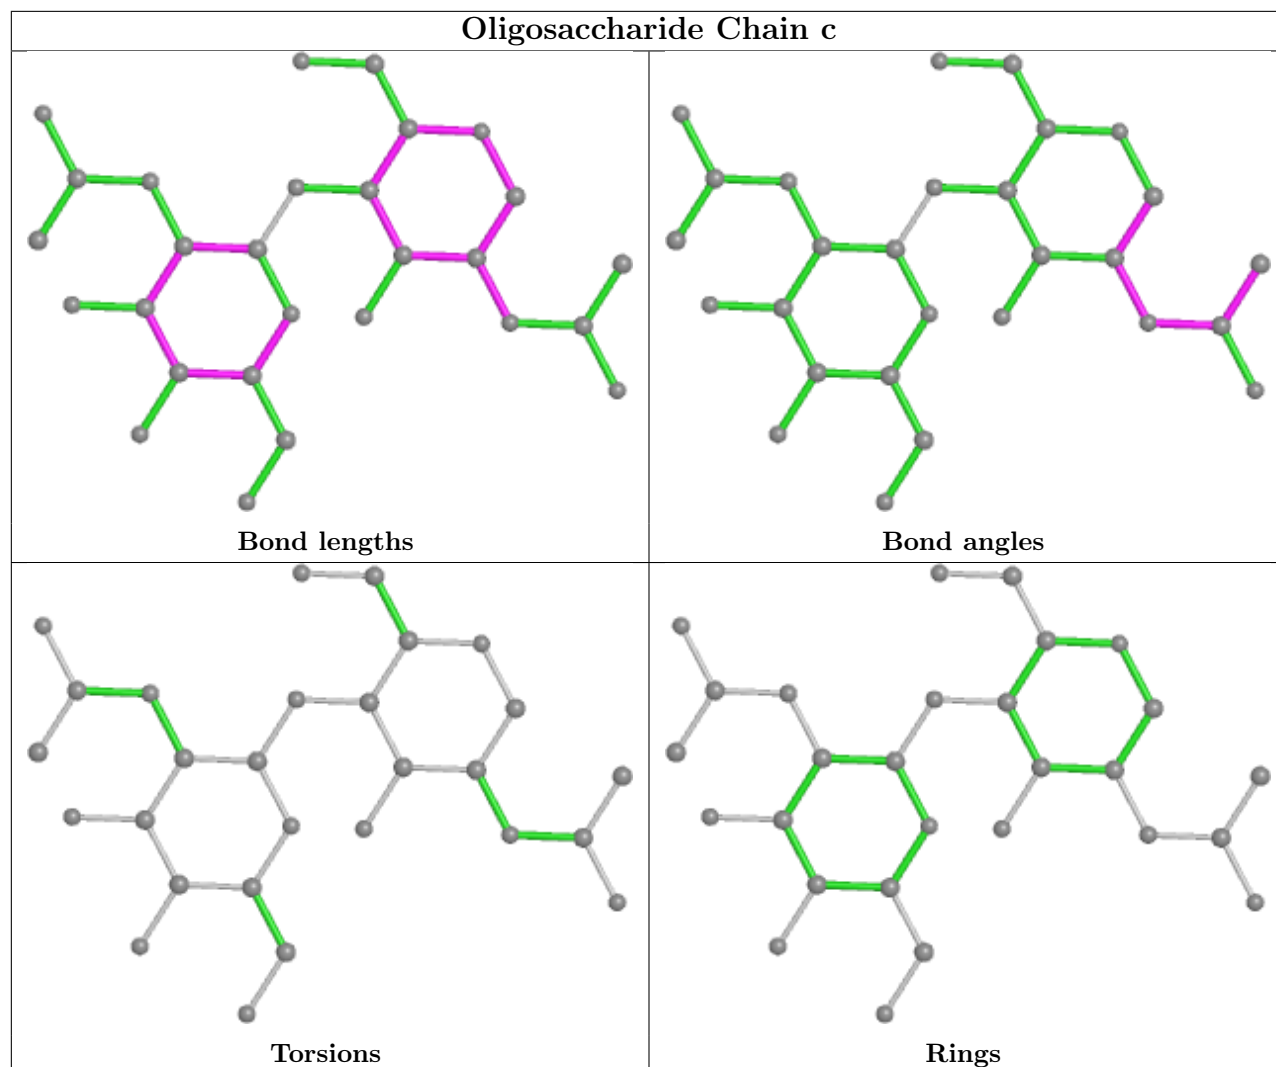 Oligosaccharide Chain c
Bond lengths
Bond angles
Torsions
Rings